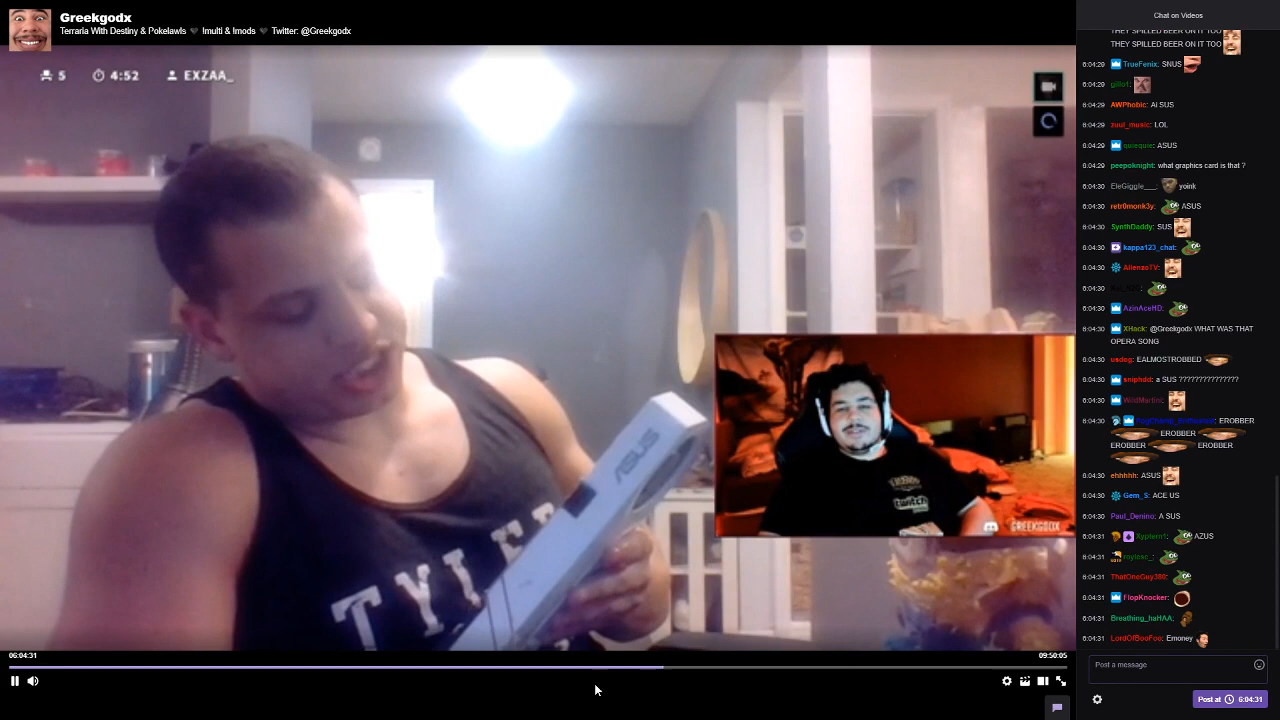 Greekgodx
Terraria With Destiny & Pokelawls 🖤 !multi & !mods 🖤 Twitter: @Greekgodx
5
4:52
EXZAA_
ASUS
TYLER
twitch
GREEKGODX
06:04:31
09:50:05
Chat on Videos
THEY SPILLED BEER ON IT TOO
THEY SPILLED BEER ON IT TOO
6:04:29 TrueFenix: SNUS
6:04:29
6:04:29 AWPhobic: AI SUS
6:04:29 zuul_music: LOL
6:04:29 quiequie: ASUS
6:04:29 peepoknight: what graphics card is that ?
6:04:30 EleGiggle___: yoink
6:04:30 retr0monk3y: ASUS
6:04:30 SynthDaddy: SUS
6:04:30 kappa123_chat:
6:04:30 AlienzoTV:
6:04:30
6:04:30 AzinAceHD:
6:04:30 XHeck: @Greekgodx WHAT WAS THAT
OPERA SONG
6:04:30 usdog: EALMOSTROBBED
6:04:30 sniphdd: a SUS ???????????????
6:04:30 WildMartin:
6:04:30 EROBBER
EROBBER
EROBBER EROBBER
6:04:30 ehhhhh: ASUS
6:04:30 Gem_S: ACE US
6:04:30 Paul_Denino: A SUS
6:04:31 Xyptern1: AZUS
6:04:31 roylesc_:
6:04:31 ThatOneGuy380:
6:04:31 FlopKnocker:
6:04:31 Breathing_haHAA:
6:04:31 LordOfBooFoo: Emoney
Post a message
Post at 6:04:31